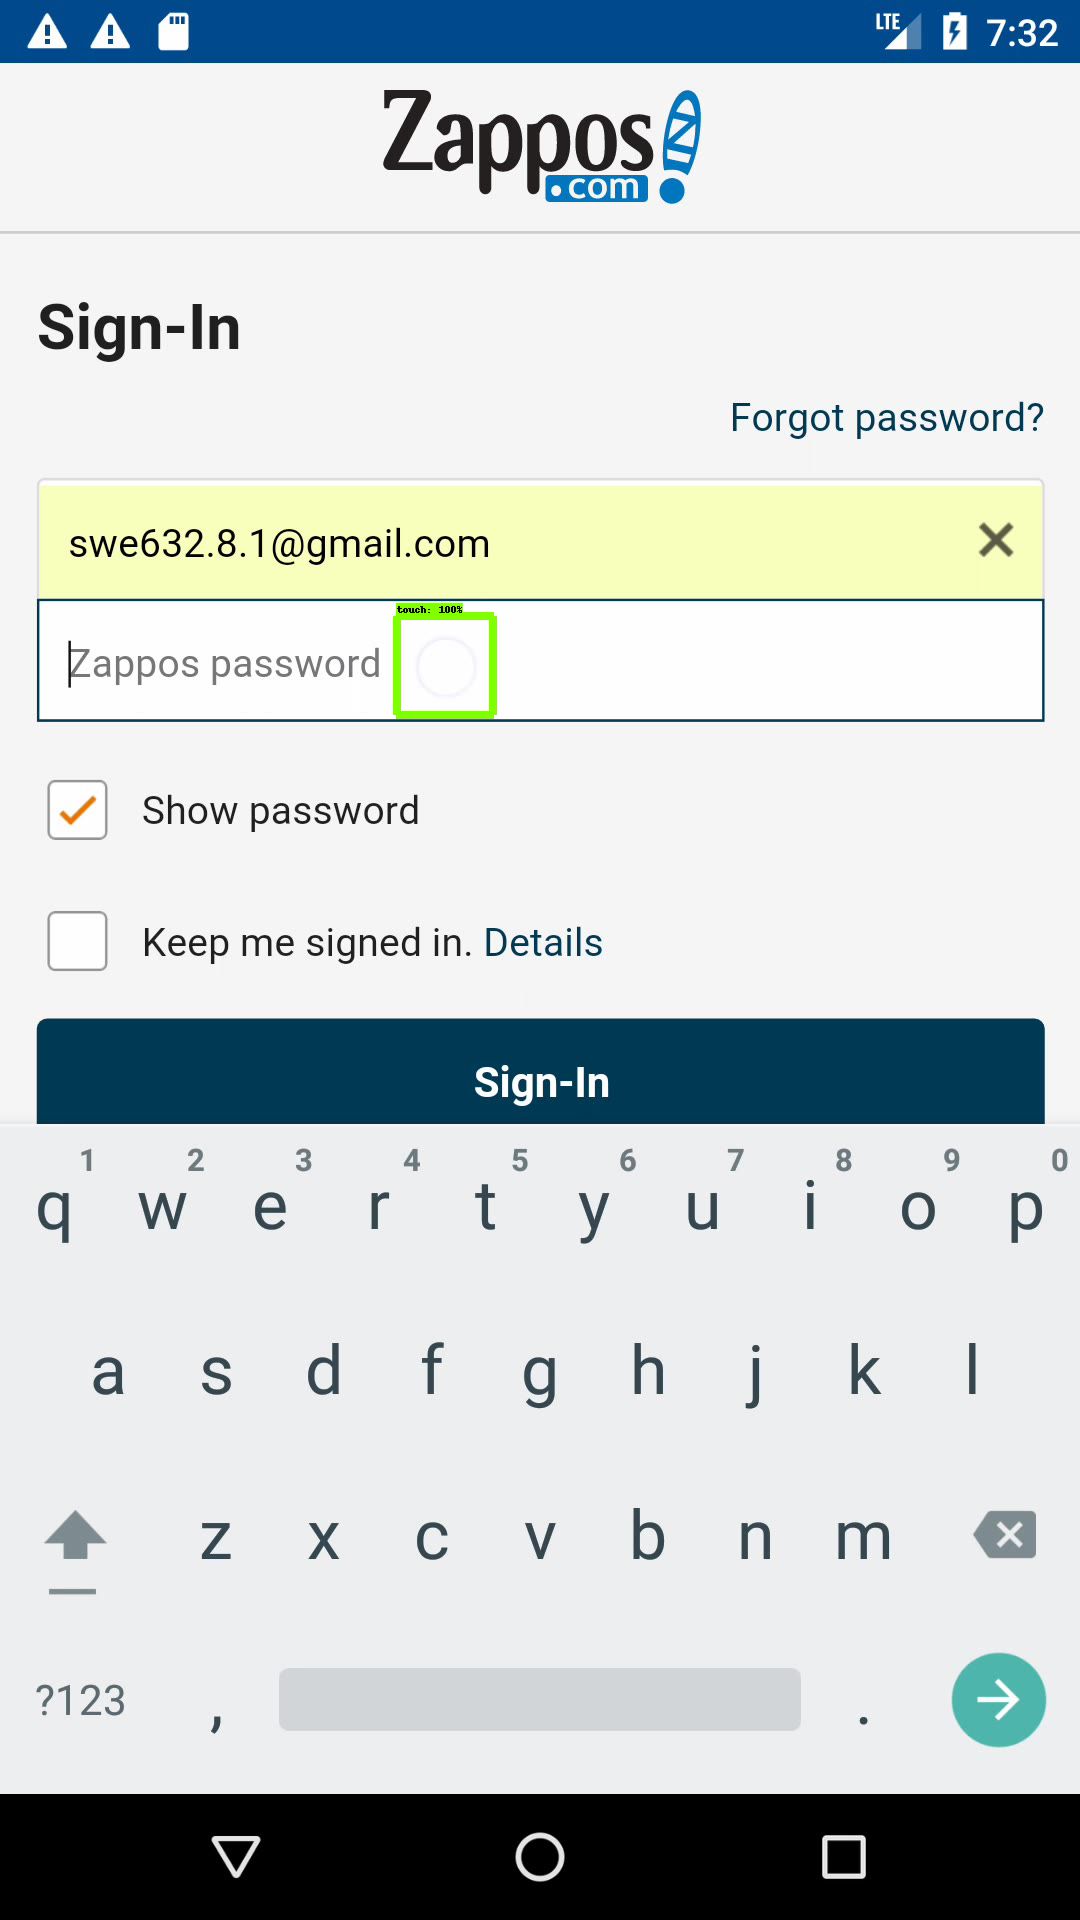 LTE 7:32
Zappos
.com
Sign-In
Forgot password?
swe632.8.1@gmail.com
touch: 100%
Zappos password
Show password
Keep me signed in. Details
Sign-In
1 2 3 4 5 6 7 8 9 0
q w e r t y u i o p
a s d f g h j k l
z x c v b n m
?123 , .